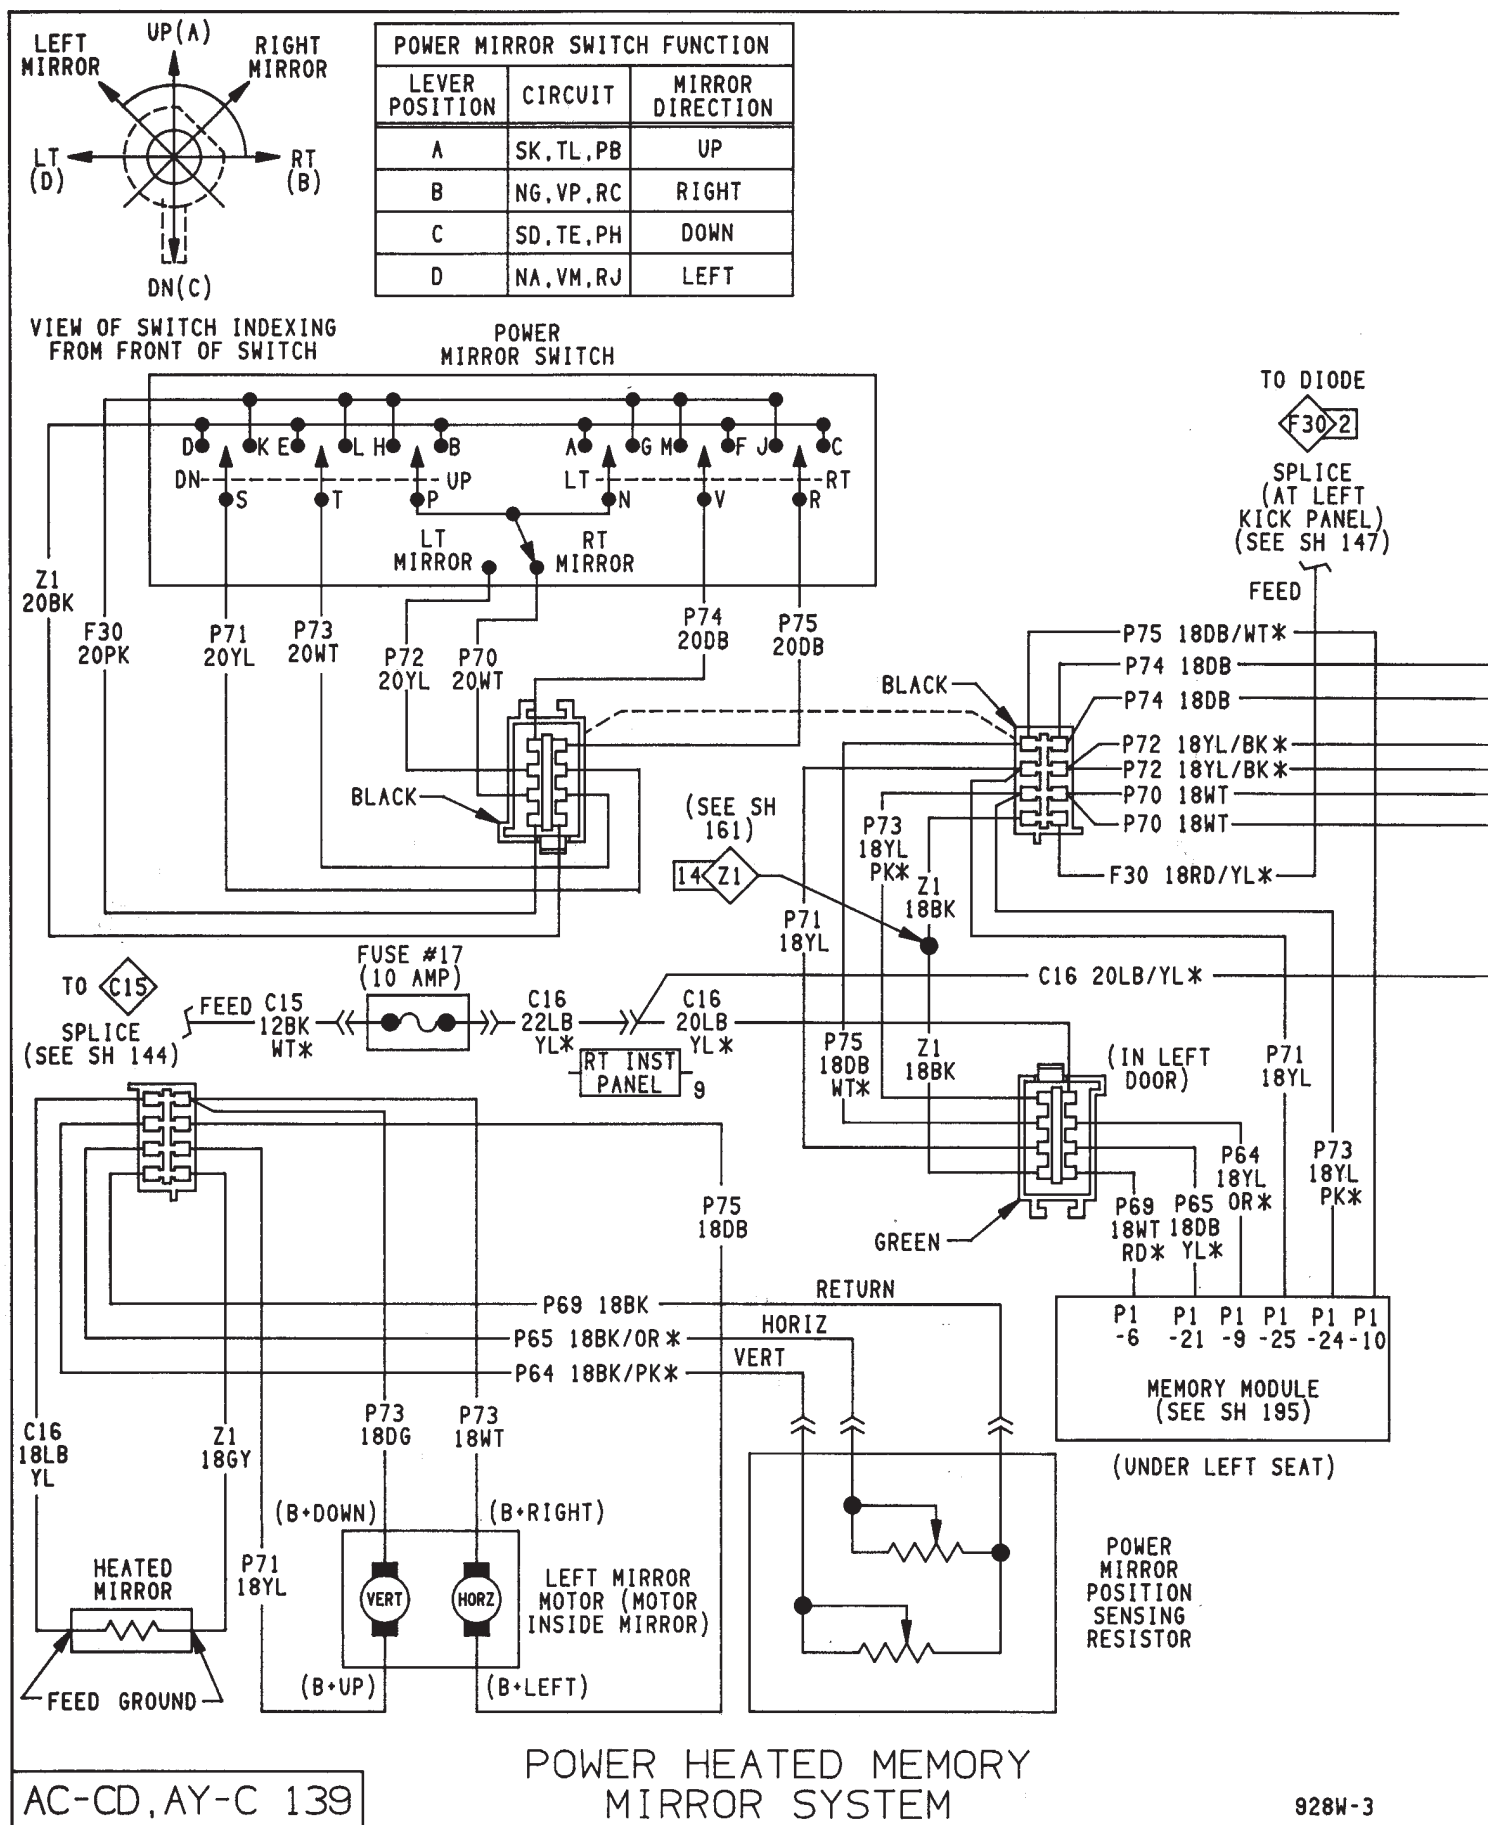 UP(A)
LEFT
MIRROR
RIGHT
MIRROR
LT
(D)
RT
(B)
DN(C)
VIEW OF SWITCH INDEXING
FROM FRONT OF SWITCH
POWER MIRROR SWITCH FUNCTION
LEVER
POSITION
CIRCUIT
MIRROR
DIRECTION
A SK,TL,PB UP
B NG,VP,RC RIGHT
C SD,TE,PH DOWN
D NA,VM,RJ LEFT
POWER
MIRROR SWITCH
D K E L H B A G M F J C
DN UP LT RT
S T P N V R
LT
MIRROR
RT
MIRROR
Z1
20BK
F30
20PK
P71
20YL
P73
20WT
P72
20YL
P70
20WT
P74
20DB
P75
20DB
BLACK
TO DIODE
F30 2
SPLICE
(AT LEFT
KICK PANEL)
(SEE SH 147)
FEED
BLACK
P75 18DB/WT*
P74 18DB
P74 18DB
P72 18YL/BK*
P72 18YL/BK*
P70 18WT
P70 18WT
F30 18RD/YL*
(SEE SH
161)
14 Z1
P73
18YL
PK*
Z1
18BK
P71
18YL
C16 20LB/YL*
TO C15
SPLICE
(SEE SH 144)
FEED
C15
12BK
WT*
FUSE #17
(10 AMP)
C16
22LB
YL*
C16
20LB
YL*
RT INST
PANEL
9
P75
18DB
WT*
Z1
18BK
(IN LEFT
DOOR)
P71
18YL
GREEN
P69
18WT
RD*
P65
18DB
YL*
P64
18YL
OR*
P73
18YL
PK*
P75
18DB
P69 18BK
RETURN
P65 18BK/OR*
HORIZ
P64 18BK/PK*
VERT
P1
-6
P1
-21
P1
-9
P1
-25
P1
-24
P1
-10
MEMORY MODULE
(SEE SH 195)
(UNDER LEFT SEAT)
C16
18LB
YL
Z1
18GY
P73
18DG
P73
18WT
(B+DOWN)
(B+RIGHT)
HEATED
MIRROR
P71
18YL
VERT
HORZ
LEFT MIRROR
MOTOR (MOTOR
INSIDE MIRROR)
(B+UP)
(B+LEFT)
FEED GROUND
POWER
MIRROR
POSITION
SENSING
RESISTOR
POWER HEATED MEMORY
MIRROR SYSTEM
AC-CD,AY-C 139
928W-3